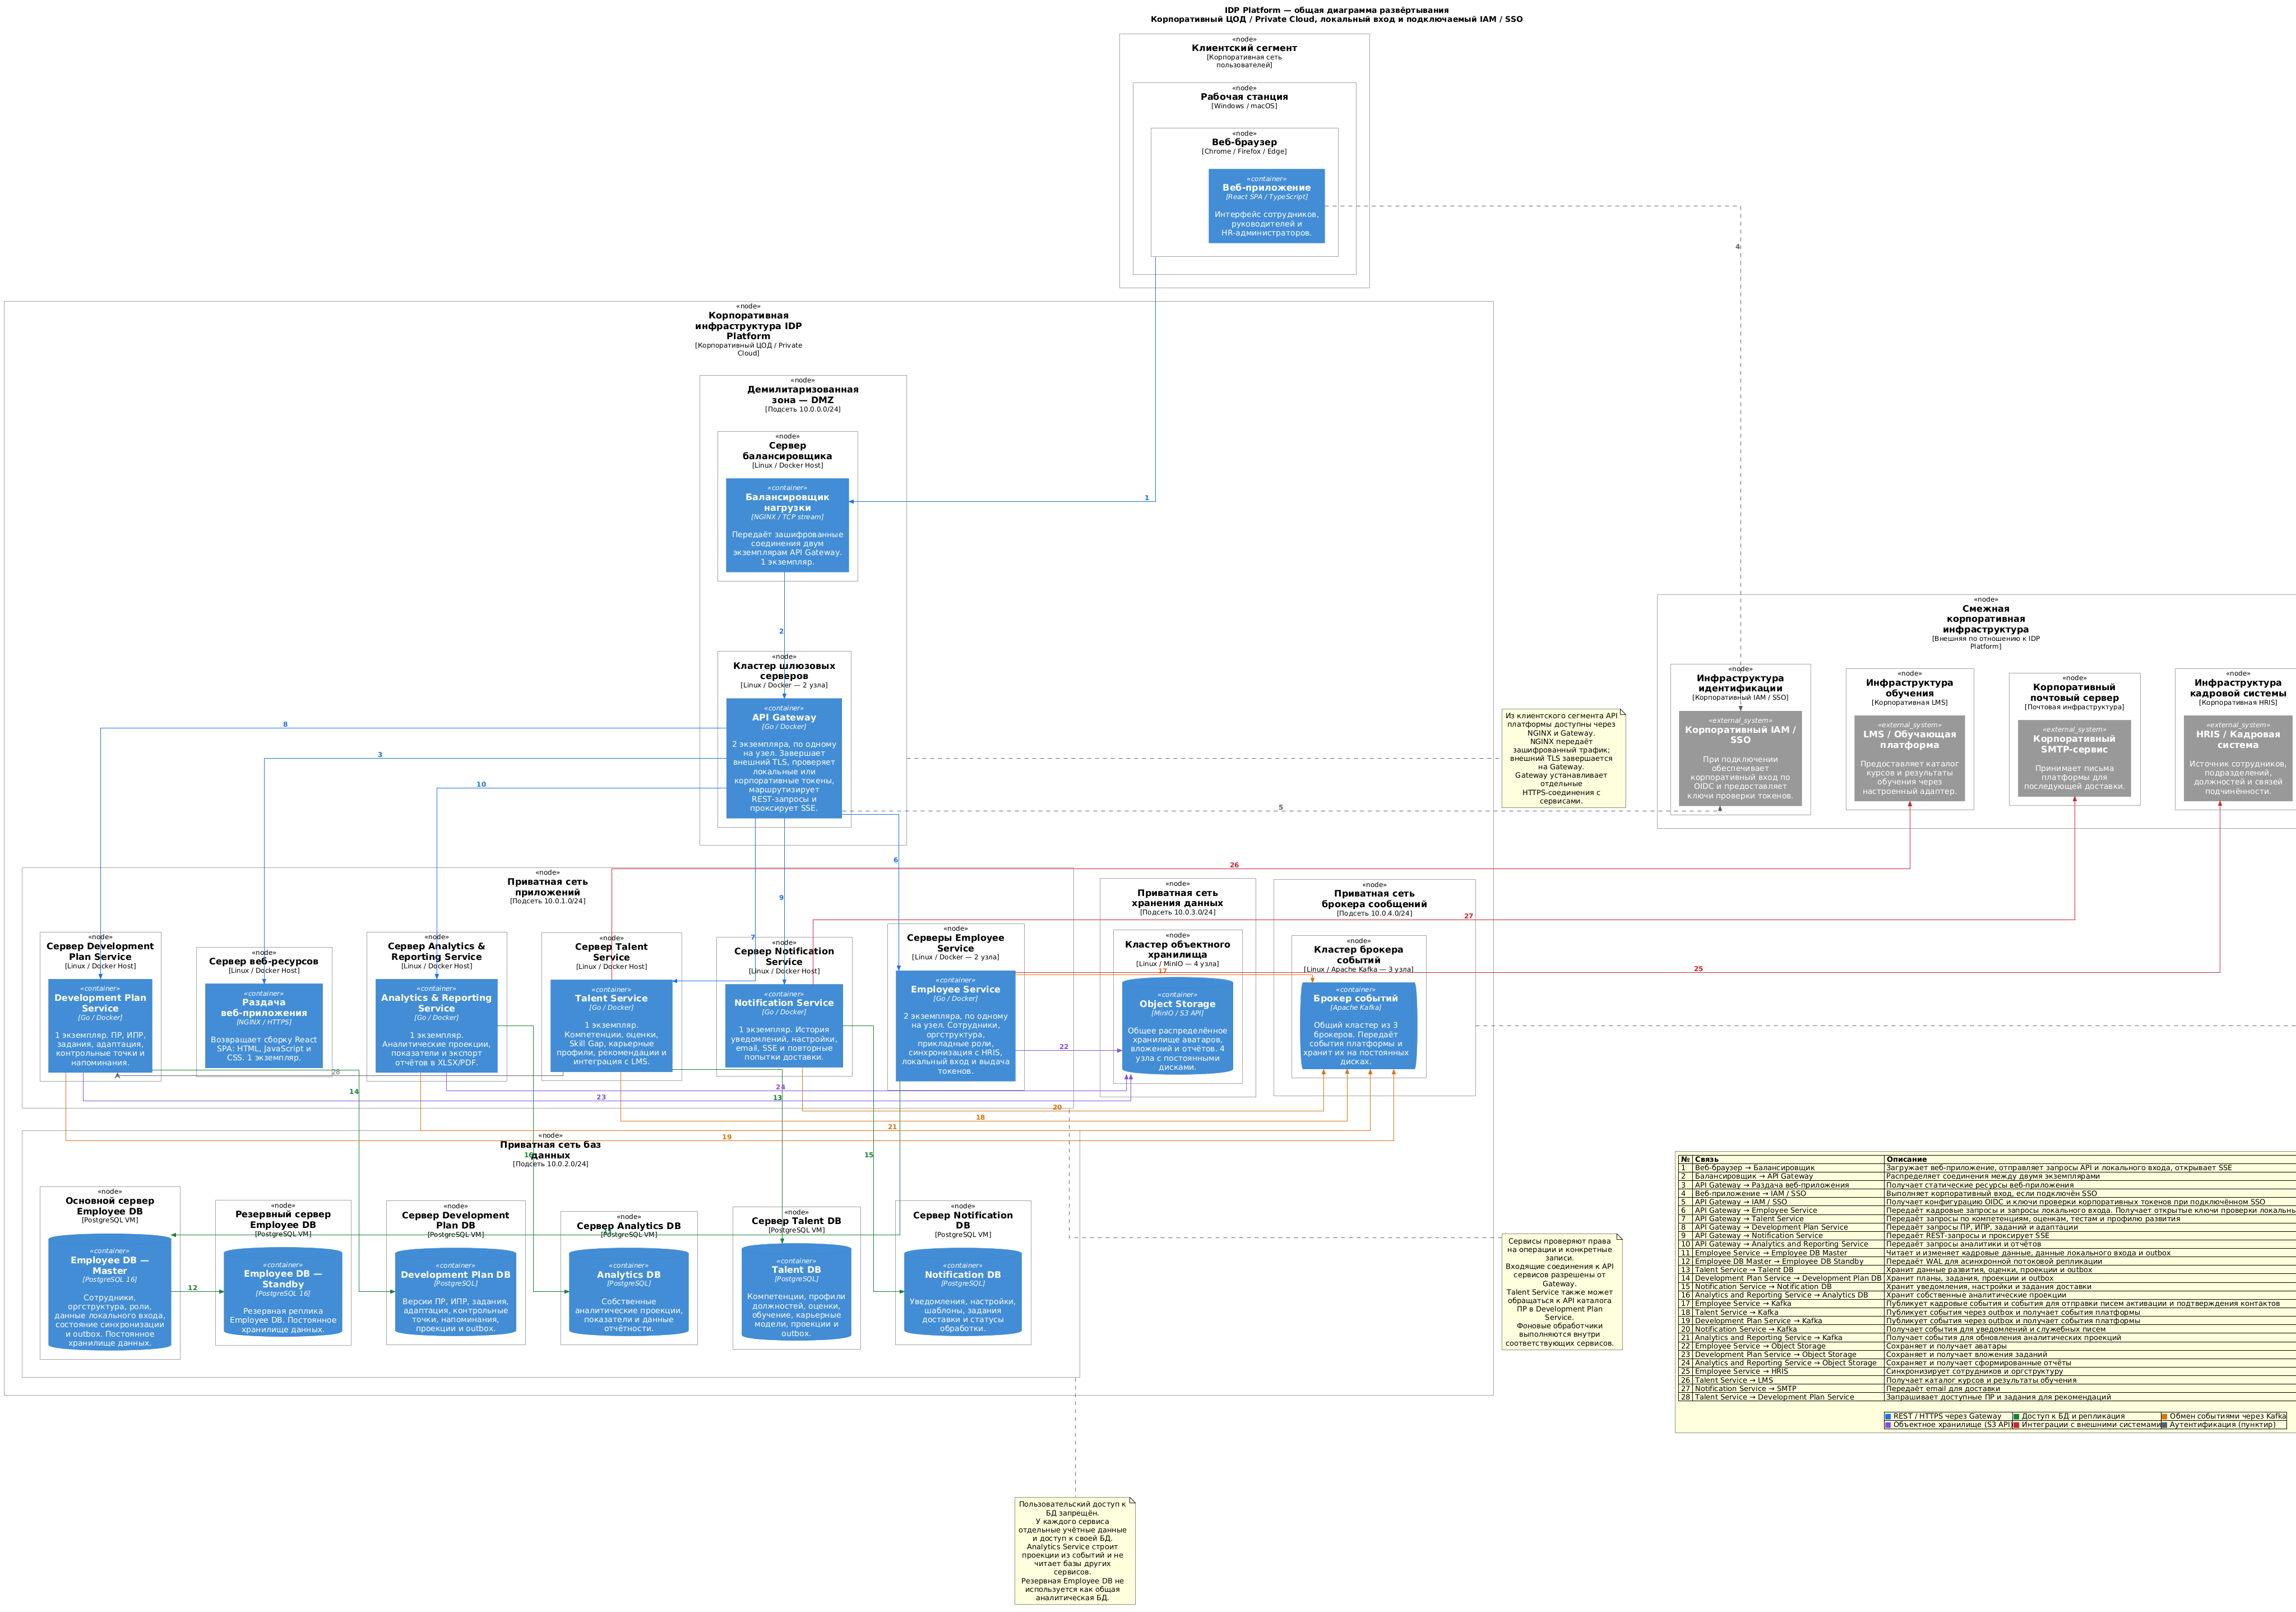 IDP Platform — общая диаграмма развёртывания
Корпоративный ЦОД / Private Cloud, локальный вход и подключаемый IAM / SSO
«node»
Клиентский сегмент
[Корпоративная сеть
пользователей]
«node»
Рабочая станция
[Windows / macOS]
«node»
Веб-браузер
[Chrome / Firefox / Edge]
«container»
Веб-приложение
[React SPA / TypeScript]
Интерфейс сотрудников,
руководителей и
HR-администраторов.
4
«node»
Корпоративная
инфраструктура IDP
Platform
[Корпоративный ЦОД / Private
Cloud]
«node»
Демилитаризованная
зона — DMZ
[Подсеть 10.0.0.0/24]
«node»
Сервер
балансировщика
[Linux / Docker Host]
«container»
Балансировщик
нагрузки
[NGINX / TCP stream]
Передаёт зашифрованные
соединения двум
экземплярам API Gateway.
1 экземпляр.
1
2
«node»
Кластер шлюзовых
серверов
[Linux / Docker — 2 узла]
«container»
API Gateway
[Go / Docker]
2 экземпляра, по одному
на узел. Завершает
внешний TLS, проверяет
локальные или
корпоративные токены,
маршрутизирует
REST-запросы и
проксирует SSE.
8
3
10
5
6
9
7
26
27
25
17
Из клиентского сегмента API
платформы доступны через
NGINX и Gateway.
NGINX передаёт
зашифрованный трафик;
внешний TLS завершается
на Gateway.
Gateway устанавливает
отдельные
HTTPS-соединения с
сервисами.
«node»
Смежная
корпоративная
инфраструктура
[Внешняя по отношению к IDP
Platform]
«node»
Инфраструктура
идентификации
[Корпоративный IAM / SSO]
«external_system»
Корпоративный IAM /
SSO
При подключении
обеспечивает
корпоративный вход по
OIDC и предоставляет
ключи проверки токенов.
«node»
Инфраструктура
обучения
[Корпоративная LMS]
«external_system»
LMS / Обучающая
платформа
Предоставляет каталог
курсов и результаты
обучения через
настроенный адаптер.
«node»
Корпоративный
почтовый сервер
[Почтовая инфраструктура]
«external_system»
Корпоративный
SMTP-сервис
Принимает письма
платформы для
последующей доставки.
«node»
Инфраструктура
кадровой системы
[Корпоративная HRIS]
«external_system»
HRIS / Кадровая
система
Источник сотрудников,
подразделений,
должностей и связей
подчинённости.
«node»
Приватная сеть
приложений
[Подсеть 10.0.1.0/24]
«node»
Сервер Development
Plan Service
[Linux / Docker Host]
«container»
Development Plan
Service
[Go / Docker]
1 экземпляр. ПР, ИПР,
задания, адаптация,
контрольные точки и
напоминания.
«node»
Сервер веб-ресурсов
[Linux / Docker Host]
«container»
Раздача
веб-приложения
[NGINX / HTTPS]
Возвращает сборку React
SPA: HTML, JavaScript и
CSS. 1 экземпляр.
«node»
Сервер Analytics &
Reporting Service
[Linux / Docker Host]
«container»
Analytics & Reporting
Service
[Go / Docker]
1 экземпляр.
Аналитические проекции,
показатели и экспорт
отчётов в XLSX/PDF.
«node»
Сервер Talent
Service
[Linux / Docker Host]
«container»
Talent Service
[Go / Docker]
1 экземпляр.
Компетенции, оценки,
Skill Gap, карьерные
профили, рекомендации и
интеграция с LMS.
«node»
Сервер Notification
Service
[Linux / Docker Host]
«container»
Notification Service
[Go / Docker]
1 экземпляр. История
уведомлений, настройки,
email, SSE и повторные
попытки доставки.
«node»
Серверы Employee
Service
[Linux / Docker — 2 узла]
«container»
Employee Service
[Go / Docker]
2 экземпляра, по одному
на узел. Сотрудники,
оргструктура,
прикладные роли,
синхронизация с HRIS,
локальный вход и выдача
токенов.
«node»
Приватная сеть
хранения данных
[Подсеть 10.0.3.0/24]
«node»
Кластер объектного
хранилища
[Linux / MinIO — 4 узла]
«container»
Object Storage
[MinIO / S3 API]
Общее распределённое
хранилище аватаров,
вложений и отчётов. 4
узла с постоянными
дисками.
«node»
Приватная сеть
брокера сообщений
[Подсеть 10.0.4.0/24]
«node»
Кластер брокера
событий
[Linux / Apache Kafka — 3 узла]
«container»
Брокер событий
[Apache Kafka]
Общий кластер из 3
брокеров. Передаёт
события платформы и
хранит их на постоянных
дисках.
22
28
24
23
14
13
20
18
21
19
15
16
«node»
Приватная сеть баз
данных
[Подсеть 10.0.2.0/24]
«node»
Основной сервер
Employee DB
[PostgreSQL VM]
«container»
Employee DB —
Master
[PostgreSQL 16]
Сотрудники,
оргструктура, роли,
данные локального входа,
состояние синхронизации
и outbox. Постоянное
хранилище данных.
12
«node»
Резервный сервер
Employee DB
[PostgreSQL VM]
«container»
Employee DB —
Standby
[PostgreSQL 16]
Резервная реплика
Employee DB. Постоянное
хранилище данных.
«node»
Сервер Development
Plan DB
[PostgreSQL VM]
«container»
Development Plan DB
[PostgreSQL]
Версии ПР, ИПР, задания,
адаптация, контрольные
точки, напоминания,
проекции и outbox.
«node»
Сервер Analytics DB
[PostgreSQL VM]
«container»
Analytics DB
[PostgreSQL]
Собственные
аналитические проекции,
показатели и данные
отчётности.
«node»
Сервер Talent DB
[PostgreSQL VM]
«container»
Talent DB
[PostgreSQL]
Компетенции, профили
должностей, оценки,
обучение, карьерные
модели, проекции и
outbox.
«node»
Сервер Notification
DB
[PostgreSQL VM]
«container»
Notification DB
[PostgreSQL]
Уведомления, настройки,
шаблоны, задания
доставки и статусы
обработки.
Сервисы проверяют права
на операции и конкретные
записи.
Входящие соединения к API
сервисов разрешены от
Gateway.
Talent Service также может
обращаться к API каталога
ПР в Development Plan
Service.
Фоновые обработчики
выполняются внутри
соответствующих сервисов.
Пользовательский доступ к
БД запрещён.
У каждого сервиса
отдельные учётные данные
и доступ к своей БД.
Analytics Service строит
проекции из событий и не
читает базы других
сервисов.
Резервная Employee DB не
используется как общая
аналитическая БД.
№ Связь Описание
1 Веб-браузер → Балансировщик Загружает веб-приложение, отправляет запросы API и локального входа, открывает SSE
2 Балансировщик → API Gateway Распределяет соединения между двумя экземплярами
3 API Gateway → Раздача веб-приложения Получает статические ресурсы веб-приложения
4 Веб-приложение → IAM / SSO Выполняет корпоративный вход, если подключён SSO
5 API Gateway → IAM / SSO Получает конфигурацию OIDC и ключи проверки корпоративных токенов при подключённом SSO
6 API Gateway → Employee Service Передаёт кадровые запросы и запросы локального входа. Получает открытые ключи проверки локальны
7 API Gateway → Talent Service Передаёт запросы по компетенциям, оценкам, тестам и профилю развития
8 API Gateway → Development Plan Service Передаёт запросы ПР, ИПР, заданий и адаптации
9 API Gateway → Notification Service Передаёт REST-запросы и проксирует SSE
10 API Gateway → Analytics and Reporting Service Передаёт запросы аналитики и отчётов
11 Employee Service → Employee DB Master Читает и изменяет кадровые данные, данные локального входа и outbox
12 Employee DB Master → Employee DB Standby Передаёт WAL для асинхронной потоковой репликации
13 Talent Service → Talent DB Хранит данные развития, оценки, проекции и outbox
14 Development Plan Service → Development Plan DB Хранит планы, задания, проекции и outbox
15 Notification Service → Notification DB Хранит уведомления, настройки и задания доставки
16 Analytics and Reporting Service → Analytics DB Хранит собственные аналитические проекции
17 Employee Service → Kafka Публикует кадровые события и события для отправки писем активации и подтверждения контактов
18 Talent Service → Kafka Публикует события через outbox и получает события платформы
19 Development Plan Service → Kafka Публикует события через outbox и получает события платформы
20 Notification Service → Kafka Получает события для уведомлений и служебных писем
21 Analytics and Reporting Service → Kafka Получает события для обновления аналитических проекций
22 Employee Service → Object Storage Сохраняет и получает аватары
23 Development Plan Service → Object Storage Сохраняет и получает вложения заданий
24 Analytics and Reporting Service → Object Storage Сохраняет и получает сформированные отчёты
25 Employee Service → HRIS Синхронизирует сотрудников и оргструктуру
26 Talent Service → LMS Получает каталог курсов и результаты обучения
27 Notification Service → SMTP Передаёт email для доставки
28 Talent Service → Development Plan Service Запрашивает доступные ПР и задания для рекомендаций
REST / HTTPS через Gateway Доступ к БД и репликация Обмен событиями через Kafka
Объектное хранилище (S3 API) Интеграции с внешними системами Аутентификация (пунктир)